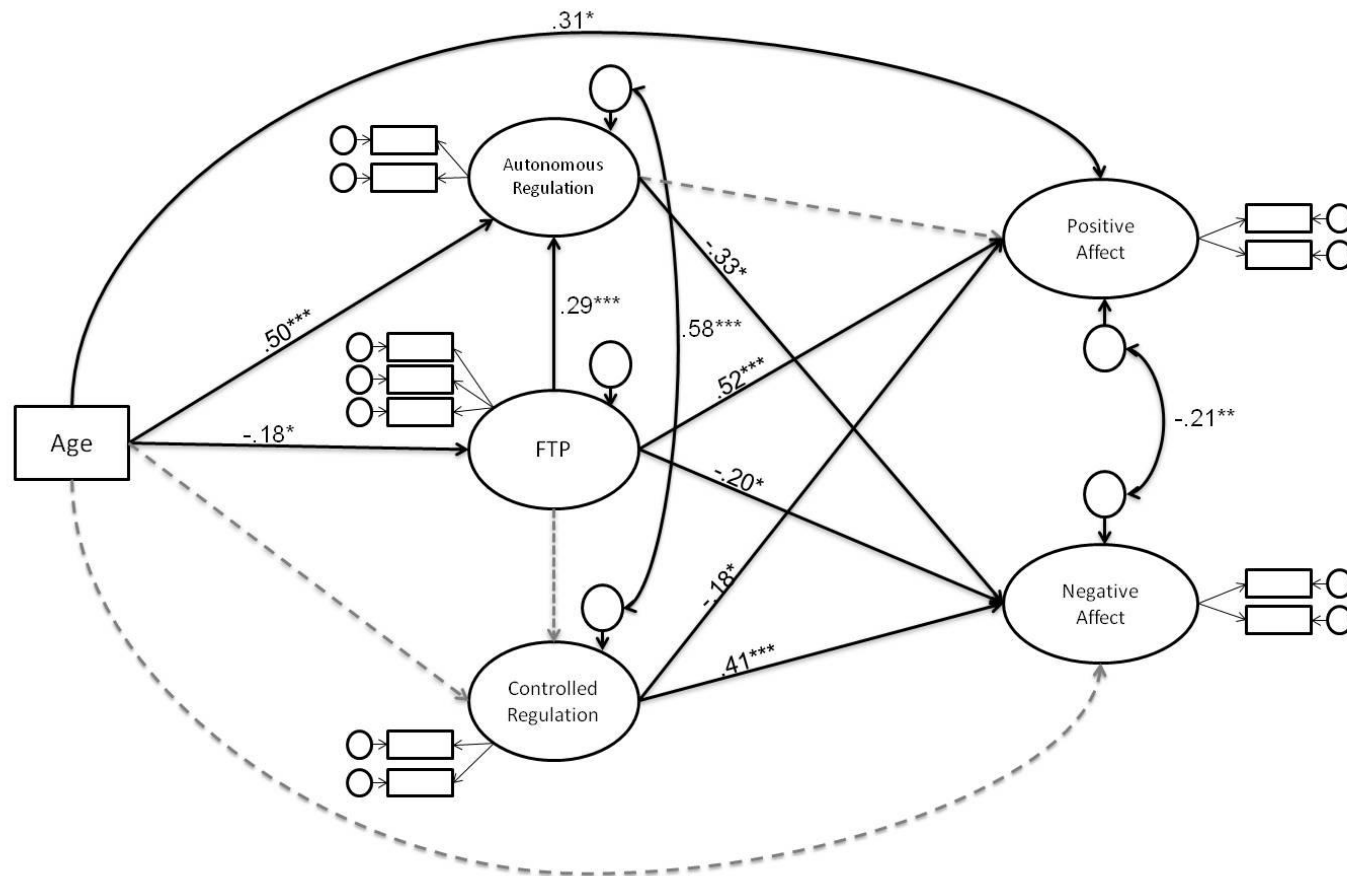 .31*
Autonomous
Regulation
Positive
Affect
-.33*
.29***
.58***
.50***
.52***
Age
-.18*
FTP
-.21**
-.20*
-.18*
Negative
Affect
.41***
Controlled
Regulation